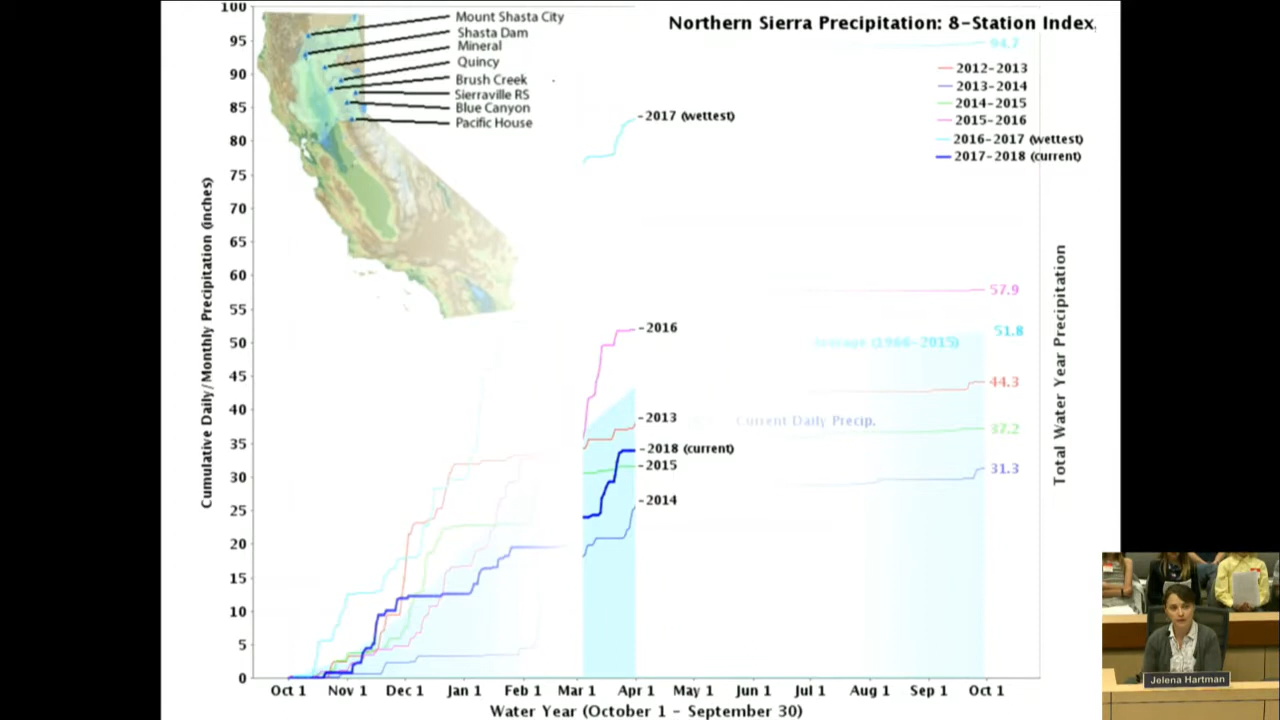 Northern Sierra Precipitation: 8-Station Index,
Mount Shasta City
Shasta Dam
Mineral
Quincy
Brush Creek
Sierraville RS
Blue Canyon
Pacific House
94.7
2012-2013
2013-2014
2014-2015
2015-2016
2016-2017 (wettest)
2017-2018 (current)
100
95
90
85
80
75
70
65
60
55
50
45
40
35
30
25
20
15
10
5
0
Cumulative Daily/Monthly Precipitation (inches)
-2017 (wettest)
-2016
-2013
-2018 (current)
-2015
-2014
57.9
51.8
Average (1966-2015)
44.3
Current Daily Precip.
37.2
31.3
Total Water Year Precipitation
Oct 1 Nov 1 Dec 1 Jan 1 Feb 1 Mar 1 Apr 1 May 1 Jun 1 Jul 1 Aug 1 Sep 1 Oct 1
Water Year (October 1 - September 30)
Jelena Hartman